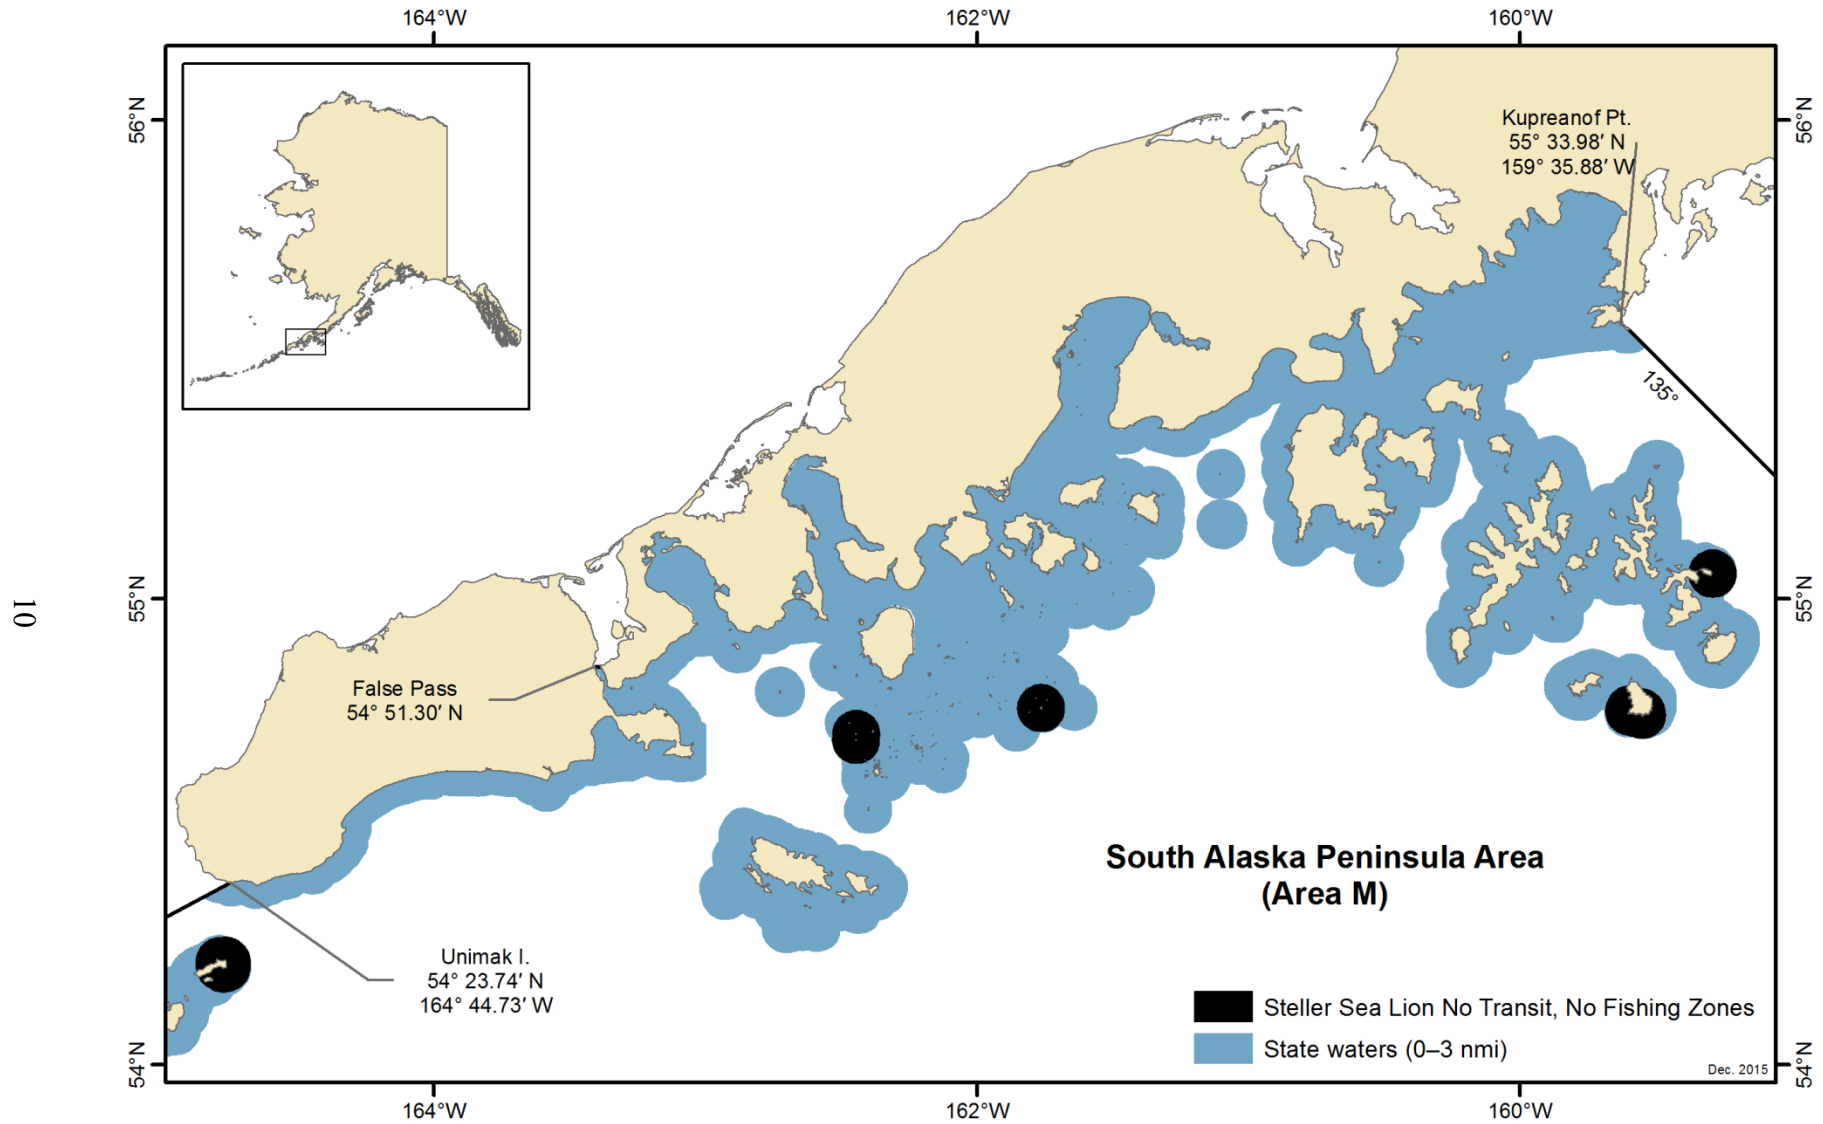 164°W
162°W
160°W
56°N
56°N
Kupreanof Pt.
55° 33.98′ N
159° 35.88′ W
135°
10
55°N
55°N
False Pass
54° 51.30′ N
South Alaska Peninsula Area
(Area M)
Unimak I.
54° 23.74′ N
164° 44.73′ W
Steller Sea Lion No Transit, No Fishing Zones
State waters (0–3 nmi)
Dec. 2015
54°N
54°N
164°W
162°W
160°W